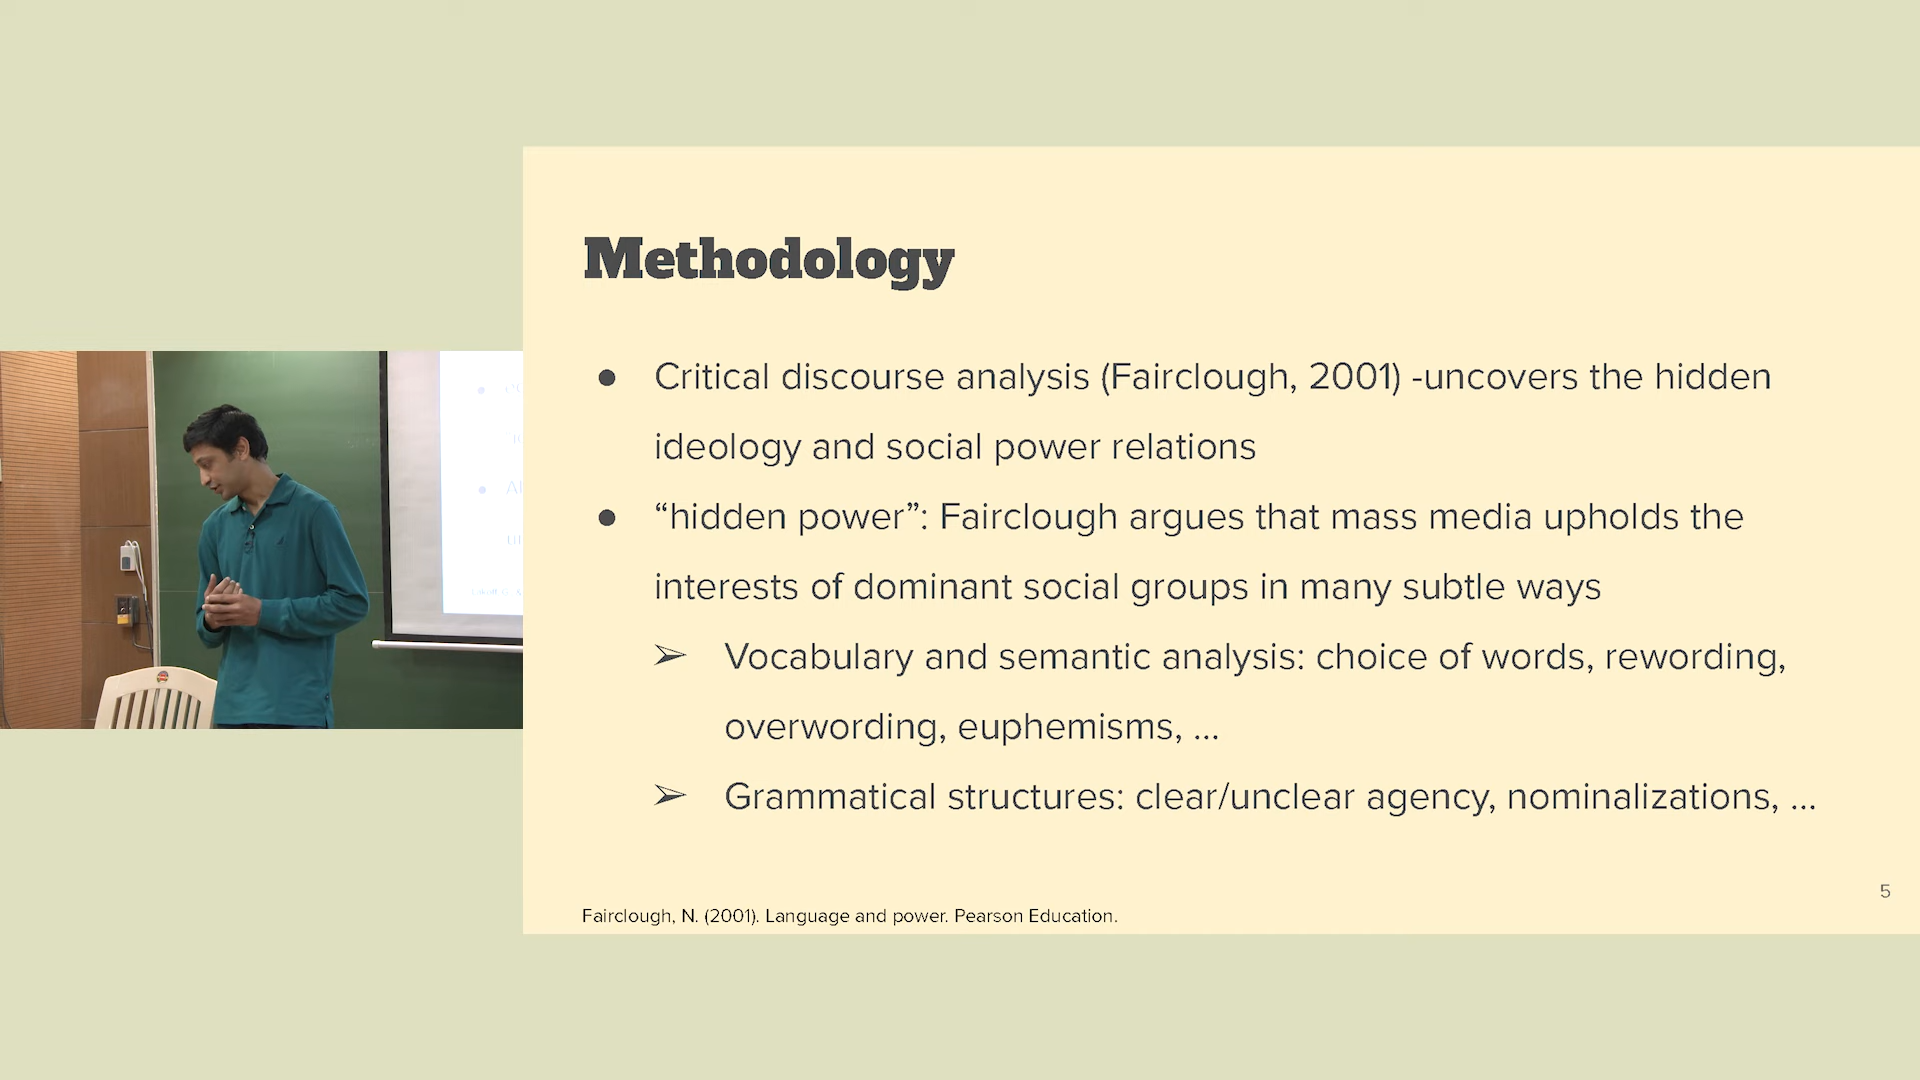 Methodology
● Critical discourse analysis (Fairclough, 2001) -uncovers the hidden
ideology and social power relations
● “hidden power”: Fairclough argues that mass media upholds the
interests of dominant social groups in many subtle ways
➢ Vocabulary and semantic analysis: choice of words, rewording,
overwording, euphemisms, ...
➢ Grammatical structures: clear/unclear agency, nominalizations, ...
5
Fairclough, N. (2001). Language and power. Pearson Education.